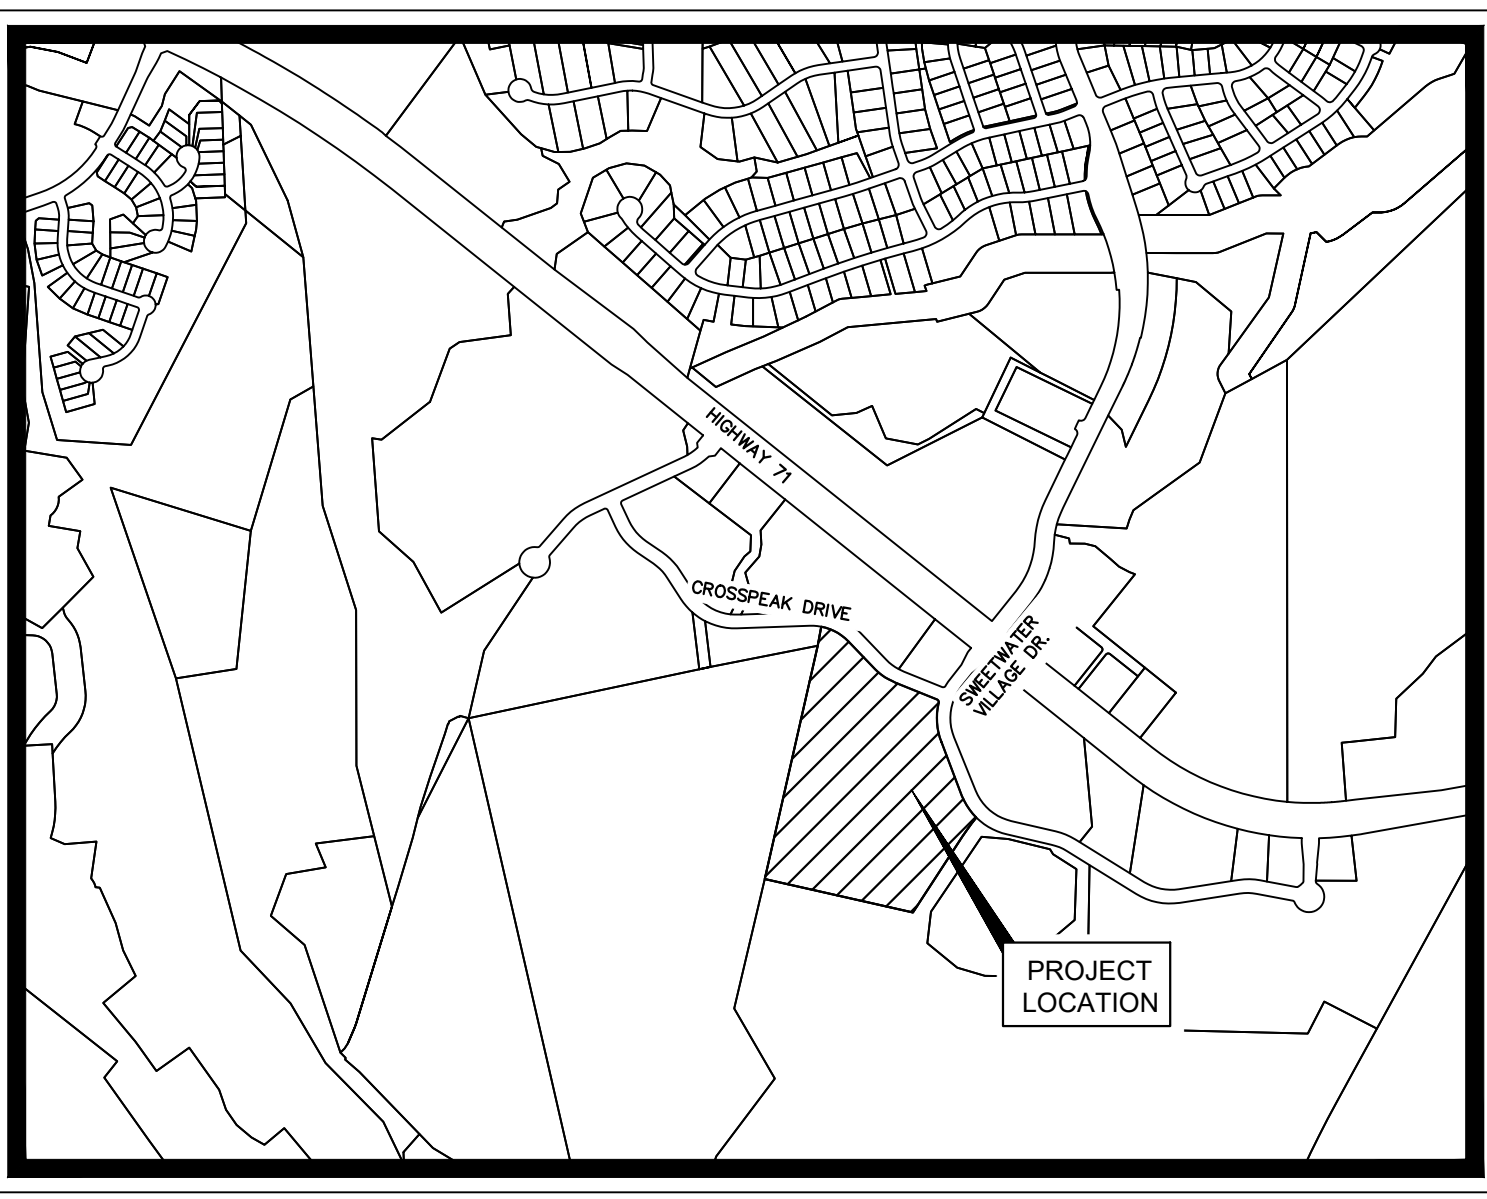 HIGHWAY 71
CROSSPEAK DRIVE
SWEETWATER
VILLAGE DR.
PROJECT
LOCATION